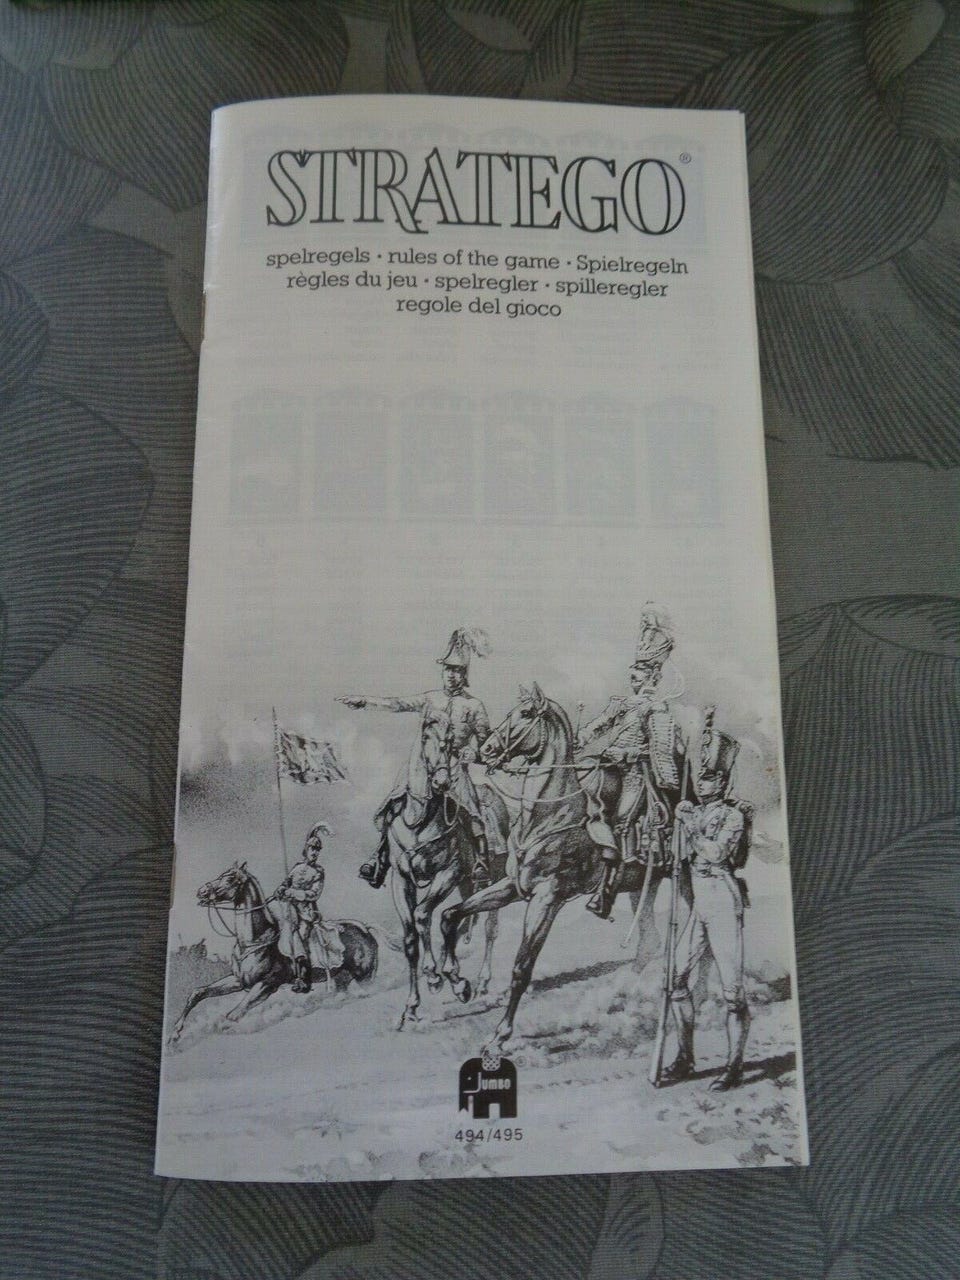 STRATEGO®
spelregels · rules of the game · Spielregeln
règles du jeu · spelregler · spilleregler
regole del gioco
JUMBO®
494/495